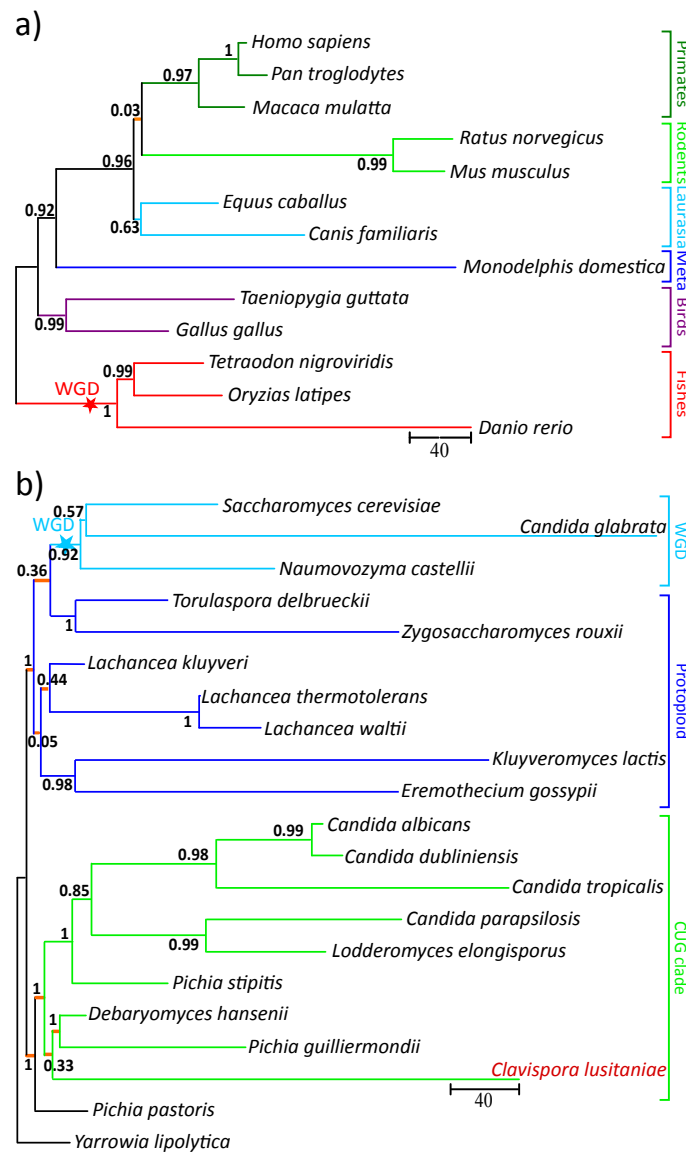 a)
Homo sapiens
1
Pan troglodytes
0.97
Macaca mulatta
Primates
0.03
Ratus norvegicus
0.99
Mus musculus
Rodents
0.96
Equus caballus
0.63
Canis familiaris
Laurasia
0.92
Monodelphis domestica
Meta
Taeniopygia guttata
0.99
Gallus gallus
Birds
Tetraodon nigroviridis
0.99
WGD
Oryzias latipes
1
Danio rerio
Fishes
40
b)
Saccharomyces cerevisiae
0.57
WGD
Candida glabrata
0.92
Naumovozyma castellii
WGD
0.36
Torulaspora delbrueckii
1
Zygosaccharomyces rouxii
1
Lachancea kluyveri
0.44
Lachancea thermotolerans
1
Lachancea waltii
0.05
Kluyveromyces lactis
0.98
Eremothecium gossypii
Protoploid
Candida albicans
0.99
Candida dubliniensis
0.98
Candida tropicalis
0.85
Candida parapsilosis
0.99
Lodderomyces elongisporus
1
Pichia stipitis
1
Debaryomyces hansenii
1
Pichia guilliermondii
1
0.33
Clavispora lusitaniae
CUG clade
40
Pichia pastoris
Yarrowia lipolytica